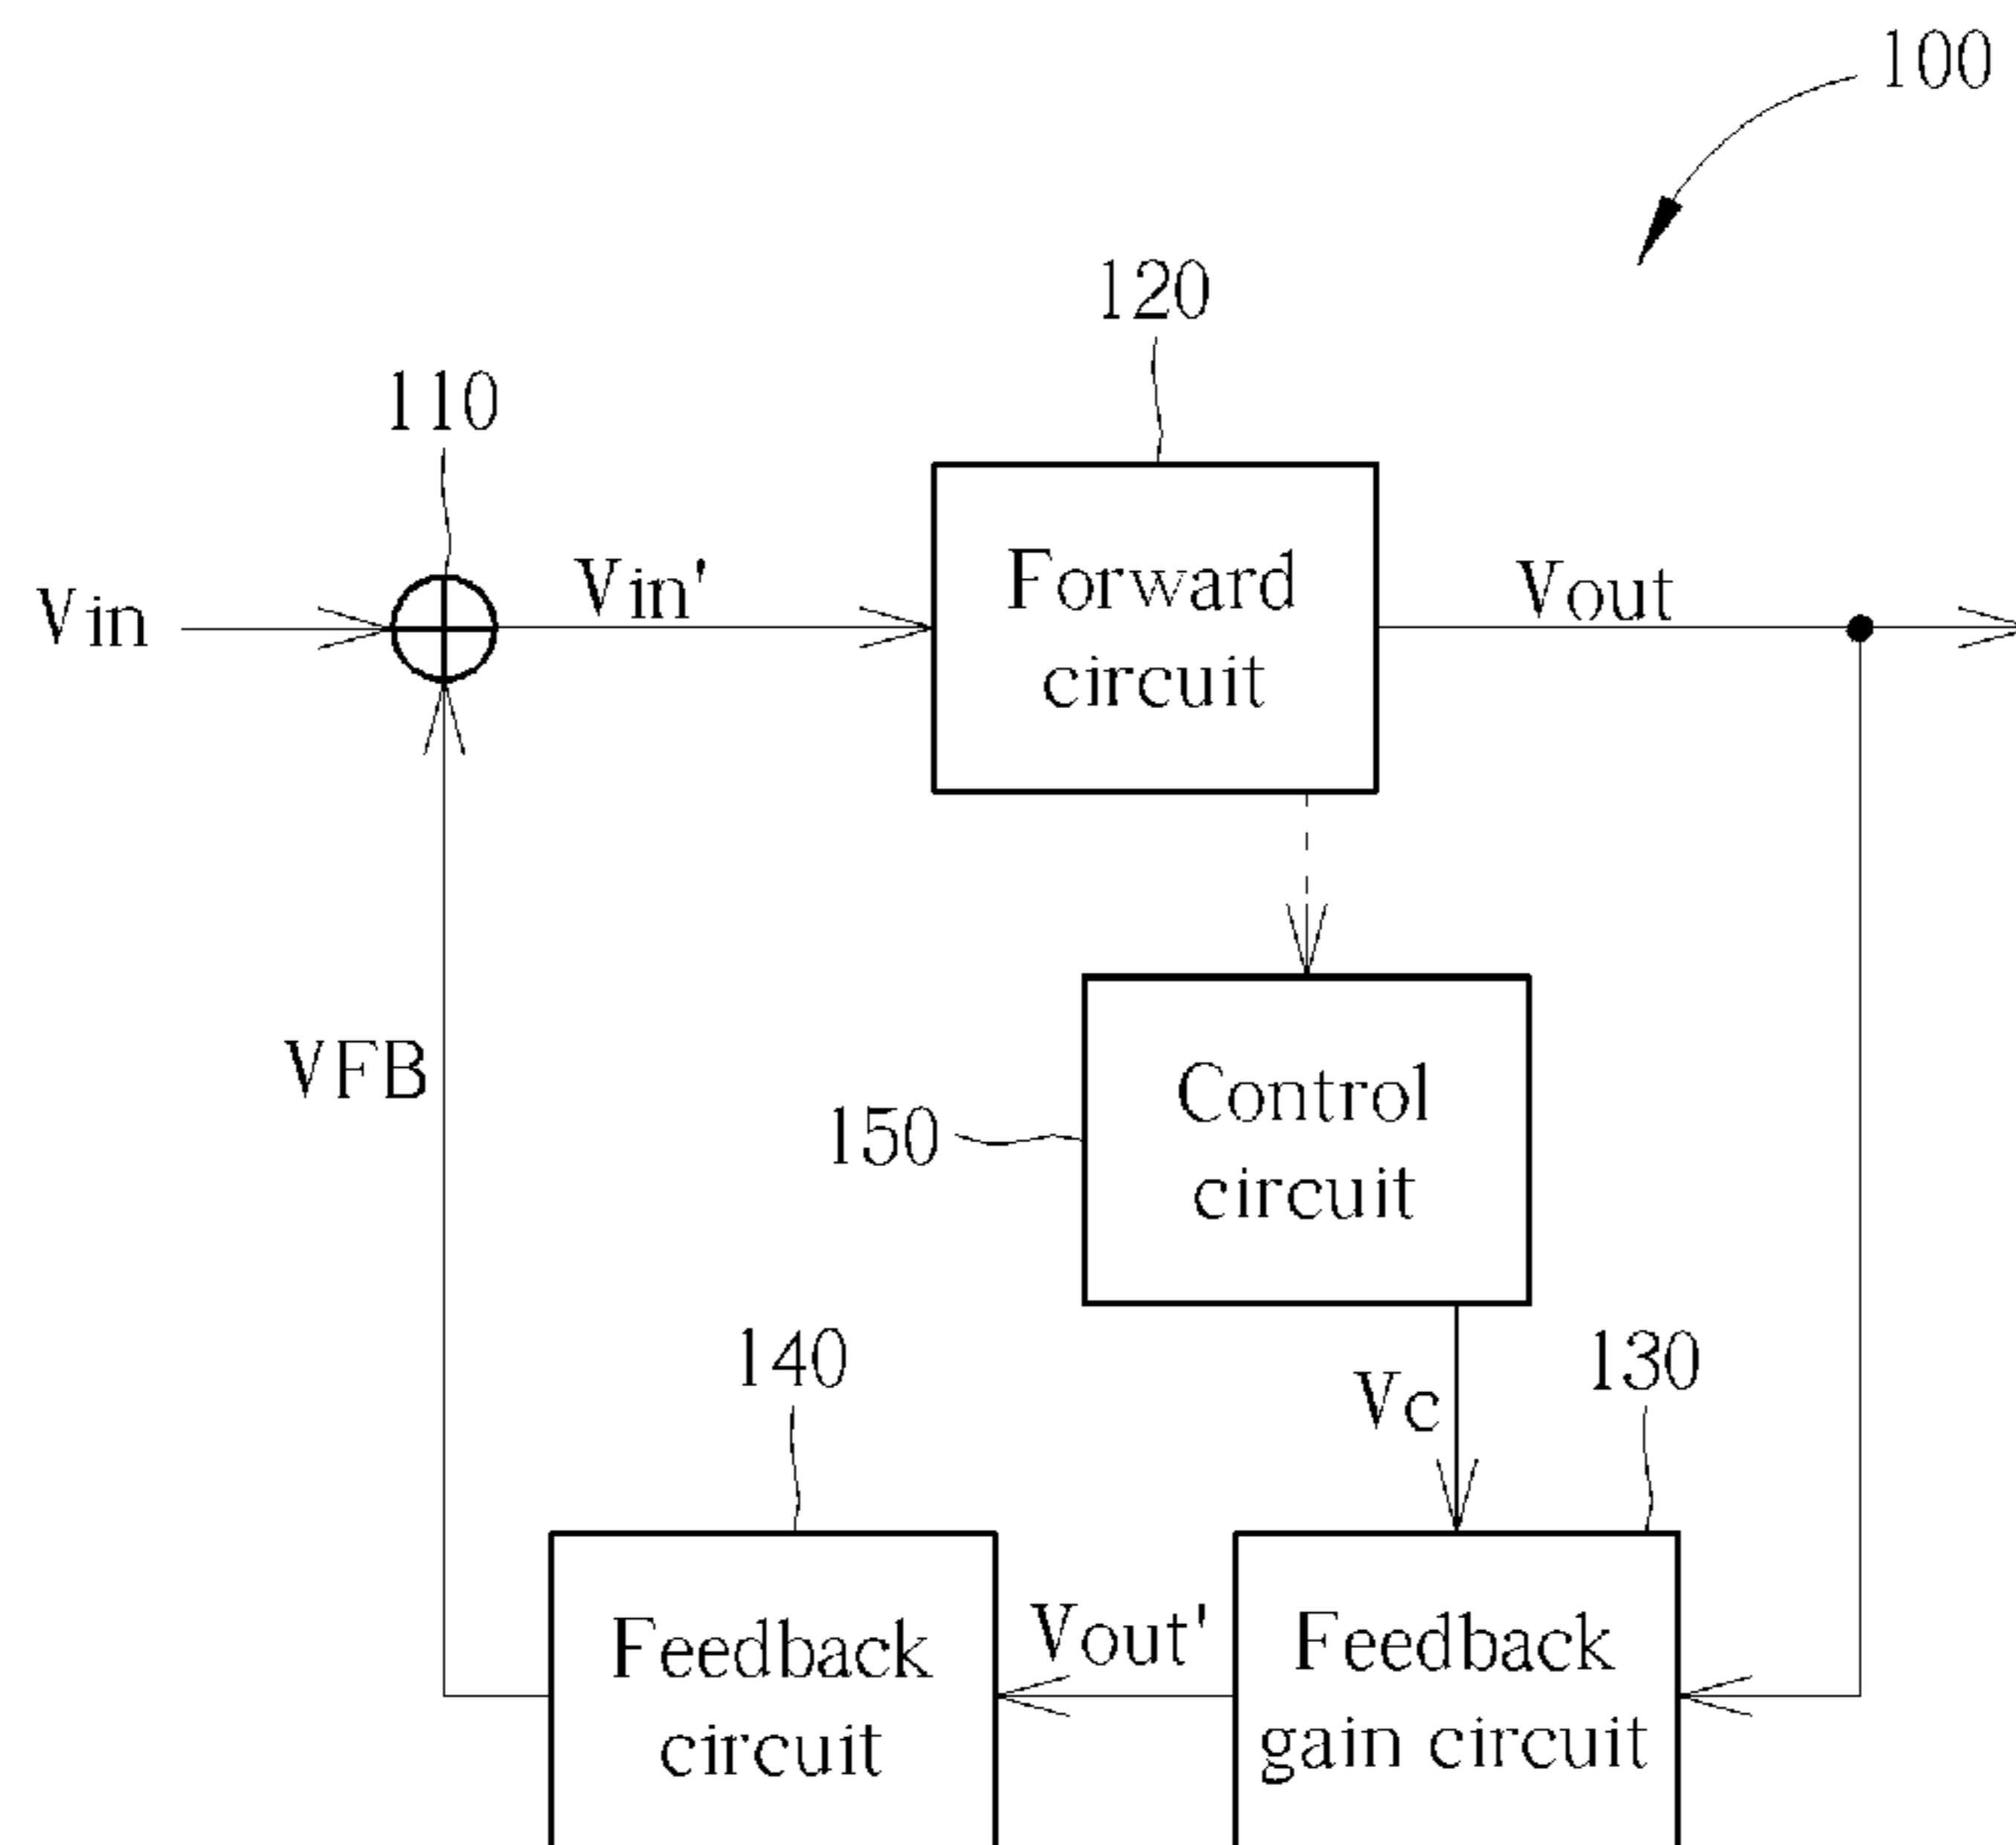 100
120
110
Vin
Vin'
Forward
circuit
Vout
VFB
Control
circuit
150
140
130
Vc
Feedback
circuit
Vout'
Feedback
gain circuit